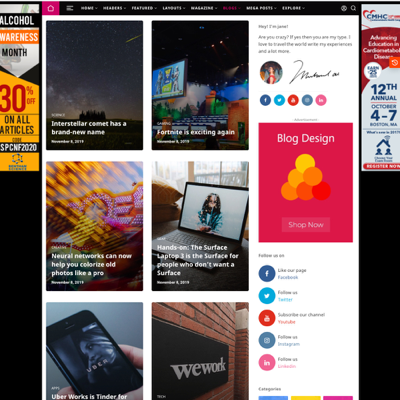 HOME HEADERS FEATURED LAYOUTS MAGAZINE BLOGS MEGA POSTS EXPLORE
ALCOHOL
AWARENESS
MONTH
30%
OFF
ON ALL
ARTICLES
CODE
SPCNF2020
SCIENCE
Interstellar comet has a
brand-new name
November 8, 2019
GAMING
Fortnite is exciting again
November 8, 2019
CREATIVE
Neural networks can now
help you colorize old
photos like a pro
November 8, 2019
Hands-on: The Surface
Laptop 3 is the Surface for
people who don't want a
Surface
November 8, 2019
UBER
APPS
Uber Works is Tinder for
wework
TECH
Hey! I'm Jane!
Are you crazy? If yes then you are my type. I
love to travel the world write my experiences
and a lot more.
- Advertisement -
Blog Design
Shop Now
Follow us on
Like our page
Facebook
Follow us
Twitter
Subscribe our channel
Youtube
Follow us
Instagram
Follow us
LinkedIn
Categories
CMHC
Advancing
Education in
Cardiometabolic
Disease
EARN
12TH
ANNUAL
OCTOBER
4-7
BOSTON, MA